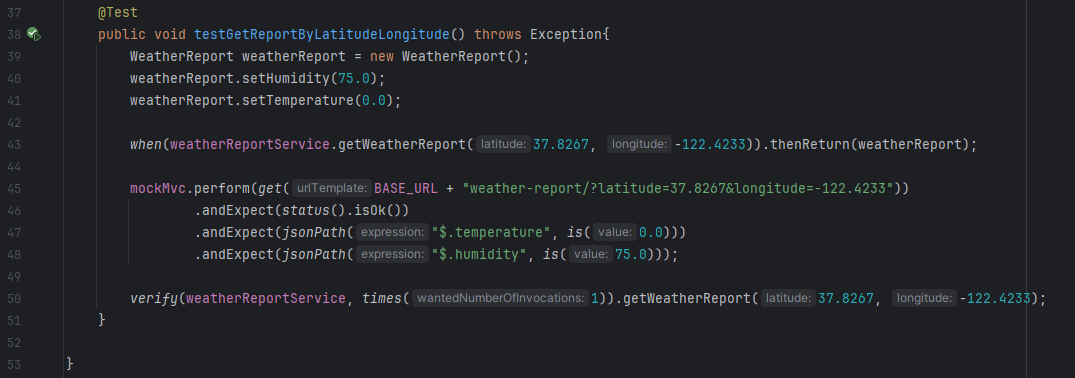 37 @Test
38 public void testGetReportByLatitudeLongitude() throws Exception{
39 WeatherReport weatherReport = new WeatherReport();
40 weatherReport.setHumidity(75.0);
41 weatherReport.setTemperature(0.0);
42
43 when(weatherReportService.getWeatherReport( latitude: 37.8267, longitude: -122.4233)).thenReturn(weatherReport);
44
45 mockMvc.perform(get( urlTemplate: BASE_URL + "weather-report/?latitude=37.8267&longitude=-122.4233"))
46 .andExpect(status().isOk())
47 .andExpect(jsonPath( expression: "$.temperature", is( value: 0.0)))
48 .andExpect(jsonPath( expression: "$.humidity", is( value: 75.0)));
49
50 verify(weatherReportService, times( wantedNumberOfInvocations: 1)).getWeatherReport( latitude: 37.8267, longitude: -122.4233);
51 }
52
53 }